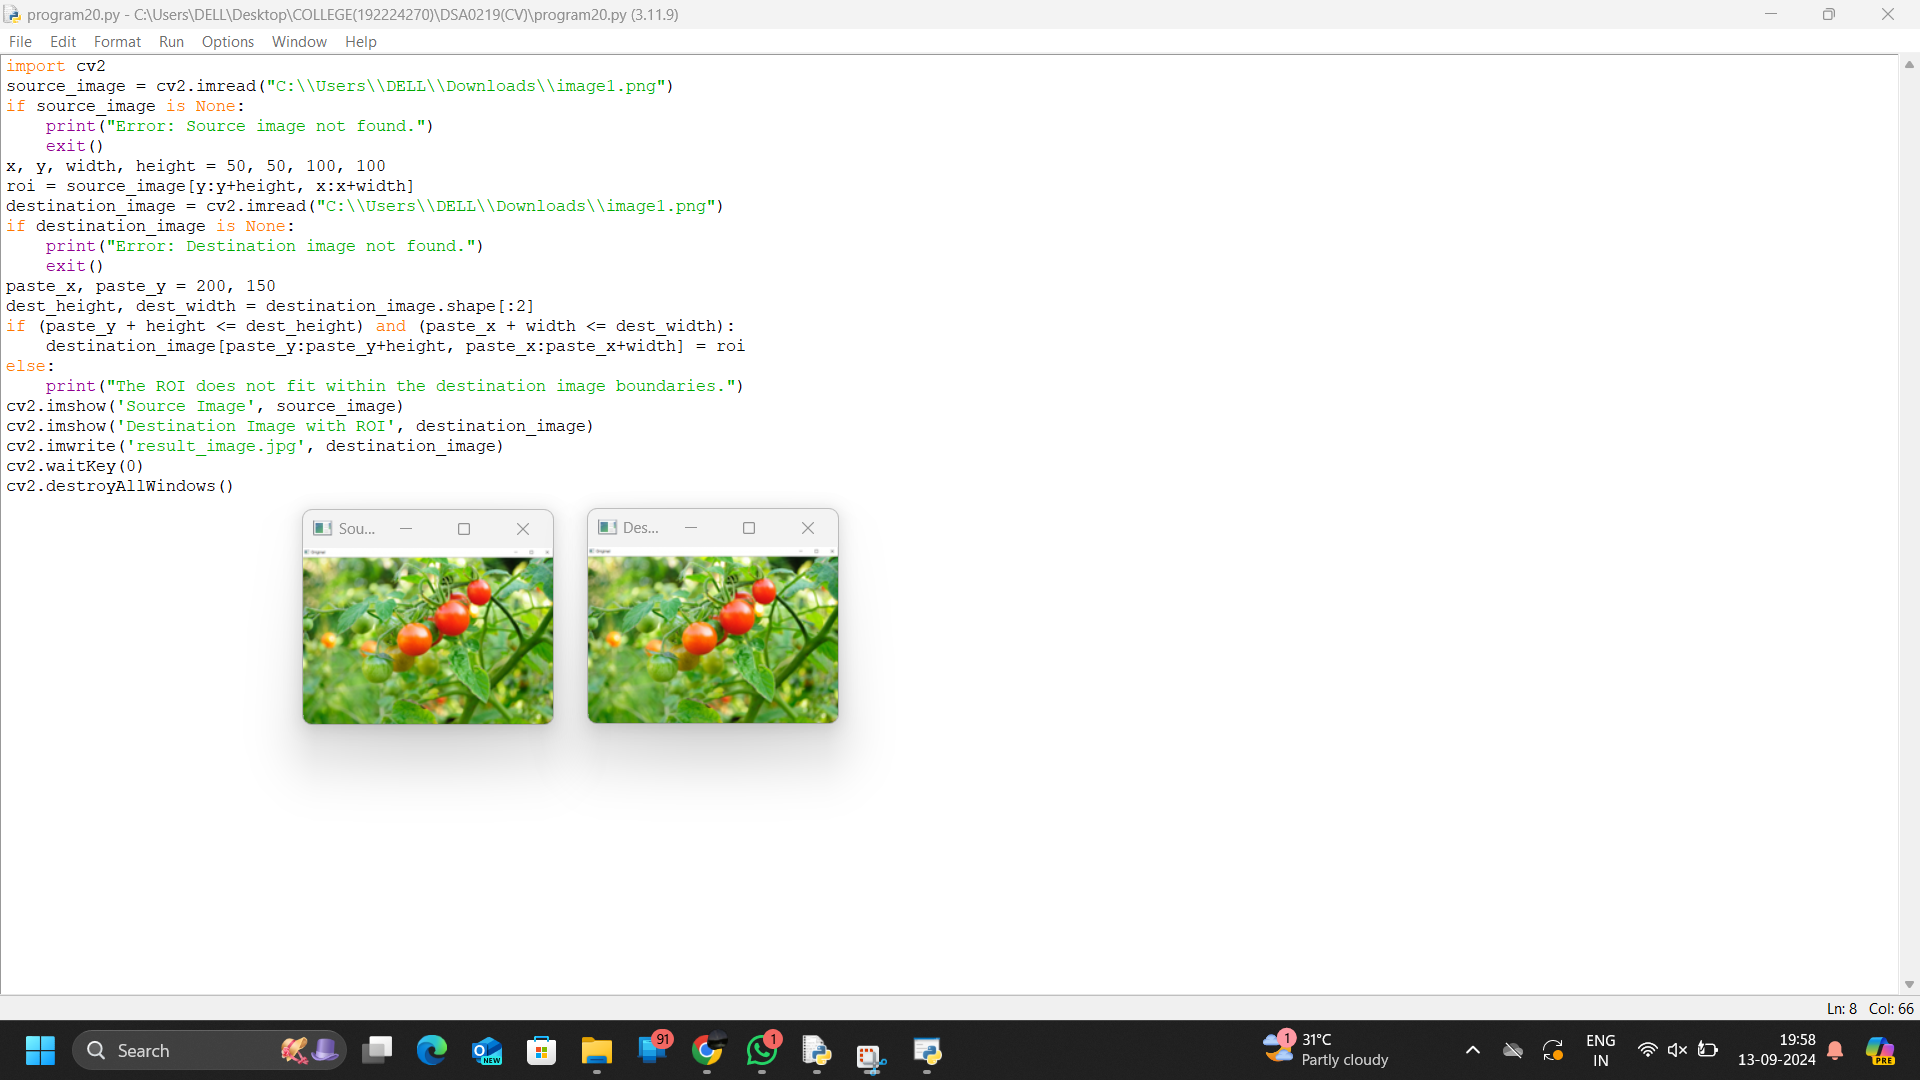 program20.py - C:\Users\DELL\Desktop\COLLEGE(192224270)\DSA0219(CV)\program20.py (3.11.9)
File Edit Format Run Options Window Help
import cv2
source_image = cv2.imread("C:\\Users\\DELL\\Downloads\\image1.png")
if source_image is None:
    print("Error: Source image not found.")
    exit()
x, y, width, height = 50, 50, 100, 100
roi = source_image[y:y+height, x:x+width]
destination_image = cv2.imread("C:\\Users\\DELL\\Downloads\\image1.png")
if destination_image is None:
    print("Error: Destination image not found.")
    exit()
paste_x, paste_y = 200, 150
dest_height, dest_width = destination_image.shape[:2]
if (paste_y + height <= dest_height) and (paste_x + width <= dest_width):
    destination_image[paste_y:paste_y+height, paste_x:paste_x+width] = roi
else:
    print("The ROI does not fit within the destination image boundaries.")
cv2.imshow('Source Image', source_image)
cv2.imshow('Destination Image with ROI', destination_image)
cv2.imwrite('result_image.jpg', destination_image)
cv2.waitKey(0)
cv2.destroyAllWindows()
Sou...
Des...
Ln: 8 Col: 66
Search
NEW
91
1
1
31°C
Partly cloudy
ENG
IN
19:58
13-09-2024
PRE